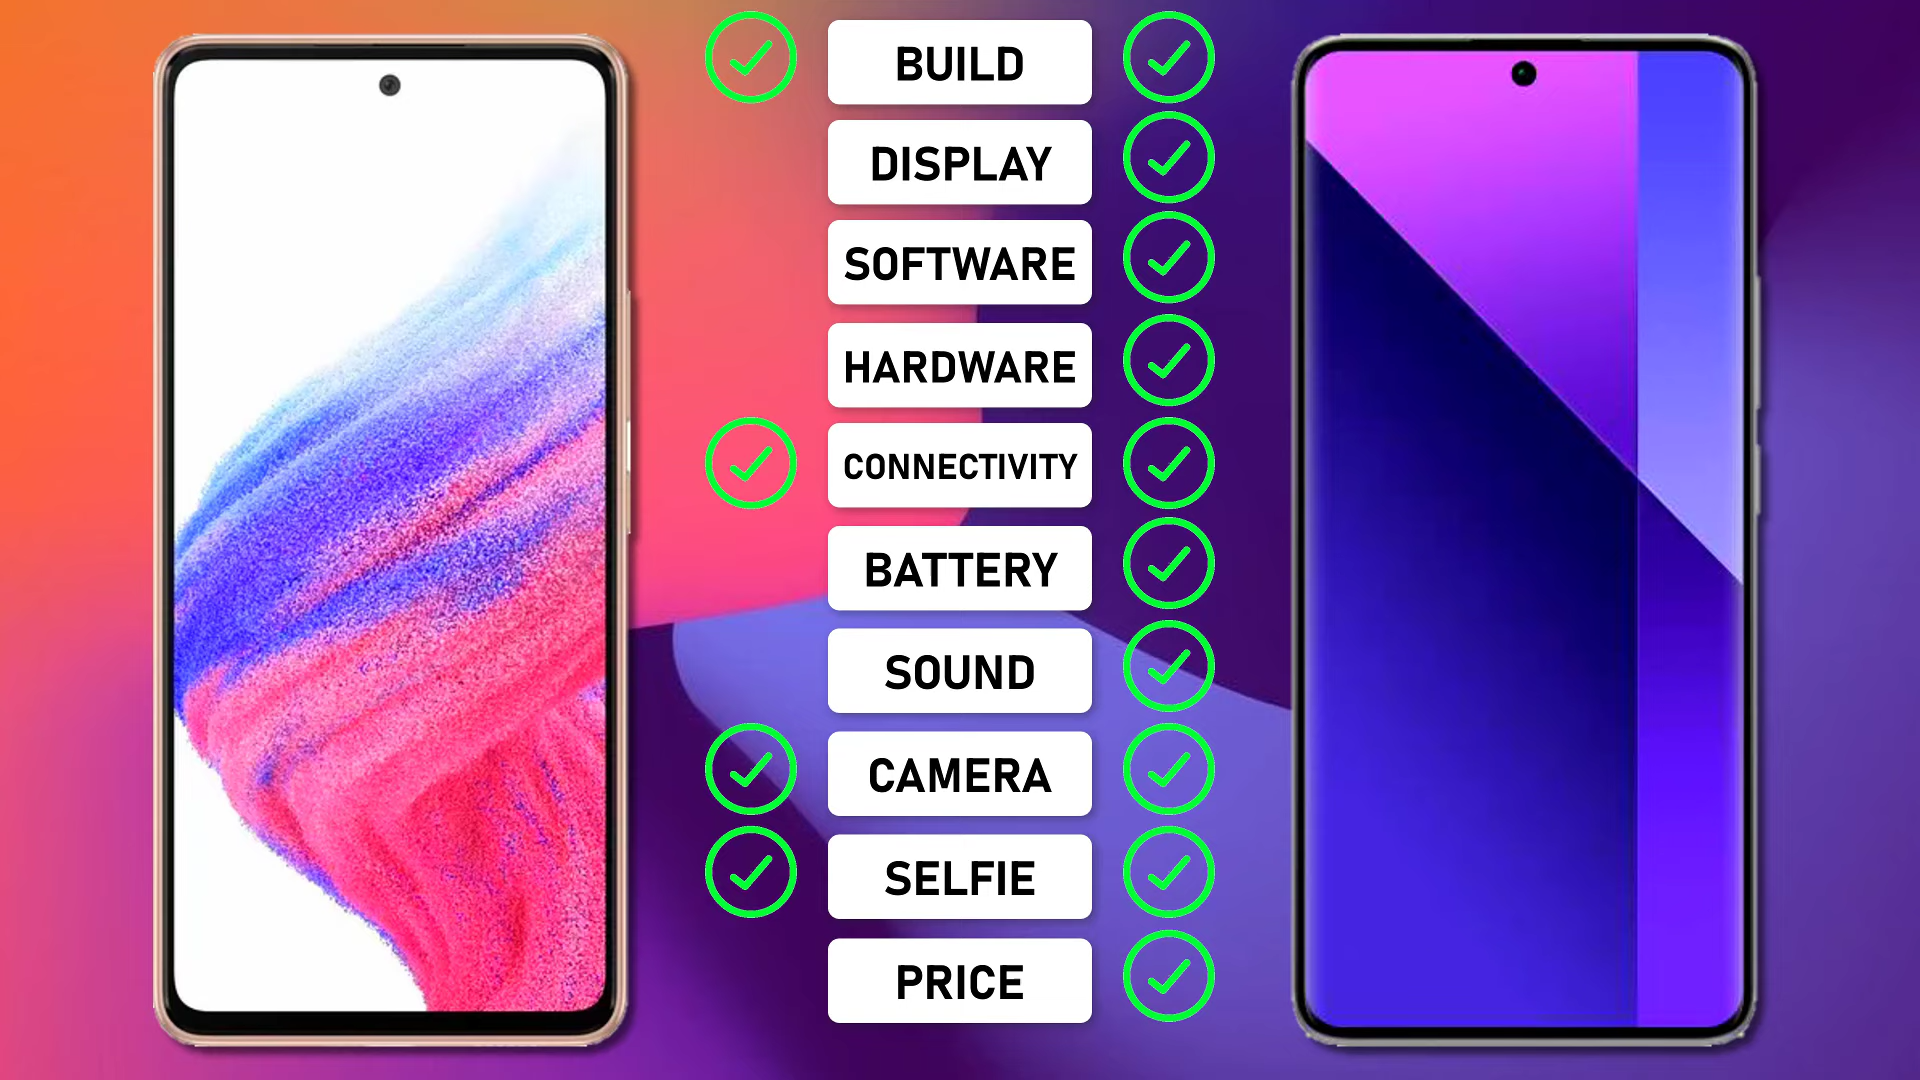 BUILD
DISPLAY
SOFTWARE
HARDWARE
CONNECTIVITY
BATTERY
SOUND
CAMERA
SELFIE
PRICE